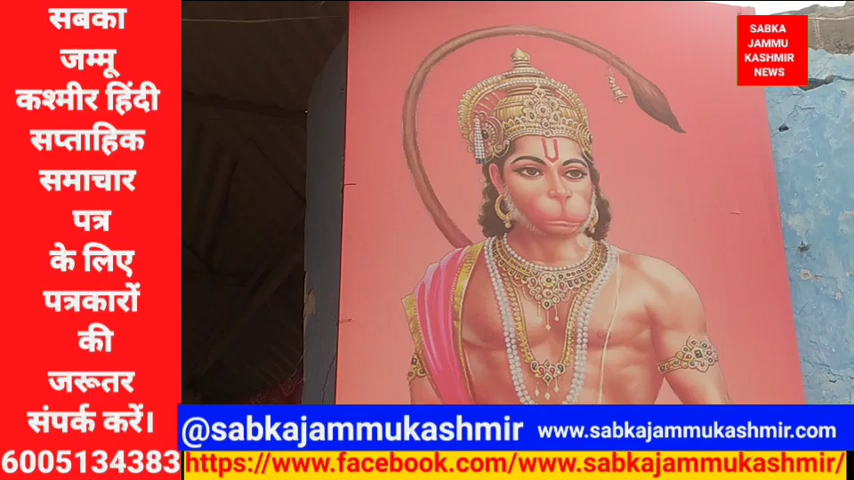 सबका
जम्मू
कश्मीर हिंदी
सप्ताहिक
समाचार
पत्र
के लिए
पत्रकारों
की
जरूतर
संपर्क करें।
6005134383
SABKA
JAMMU
KASHMIR
NEWS
@sabkajammukashmir www.sabkajammukashmir.com
https://www.facebook.com/www.sabkajammukashmir/